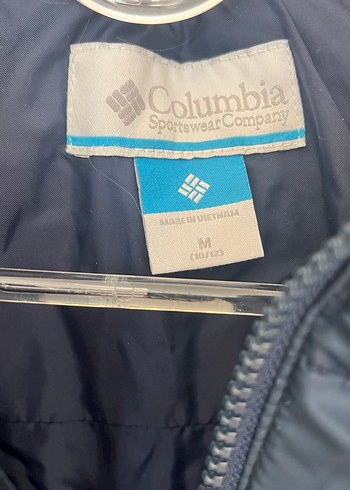 Columbia
Sportswear Company
MADE IN VIETNAM
M
(10/12)